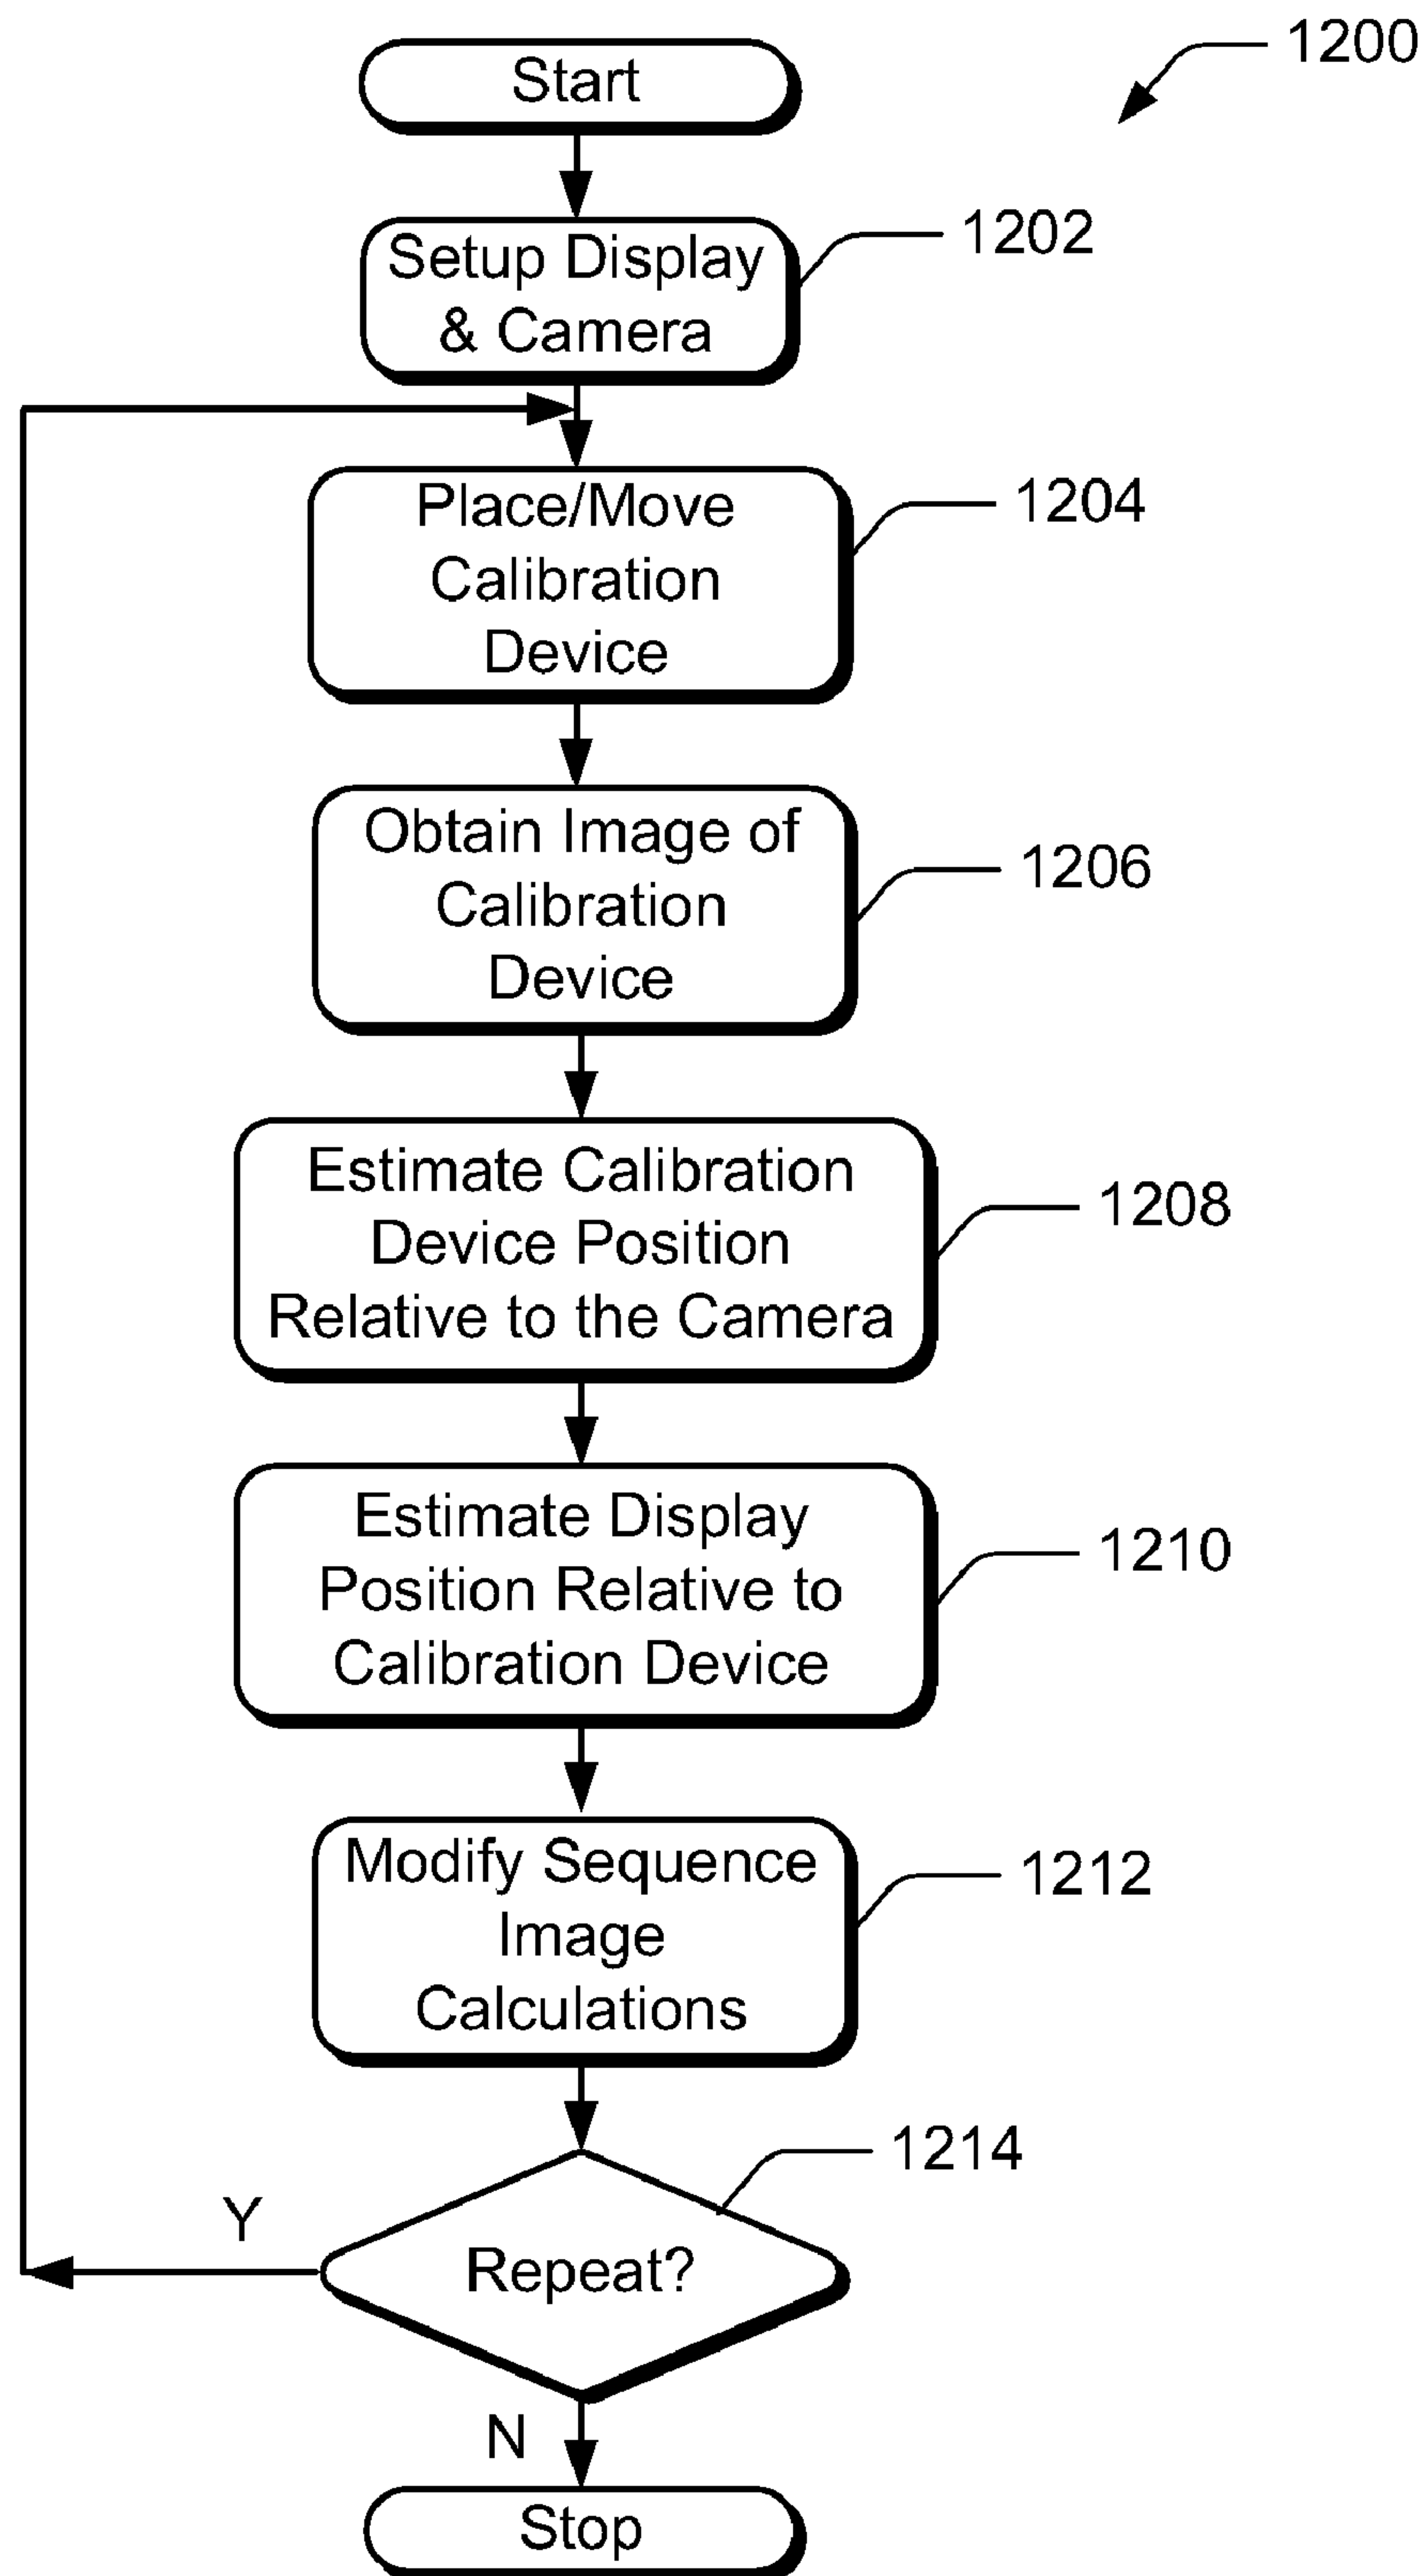 1200
Start
Setup Display
& Camera
1202
Place/Move
Calibration
Device
1204
Obtain Image of
Calibration
Device
1206
Estimate Calibration
Device Position
Relative to the Camera
1208
Estimate Display
Position Relative to
Calibration Device
1210
Modify Sequence
Image
Calculations
1212
Repeat?
1214
Y
N
Stop